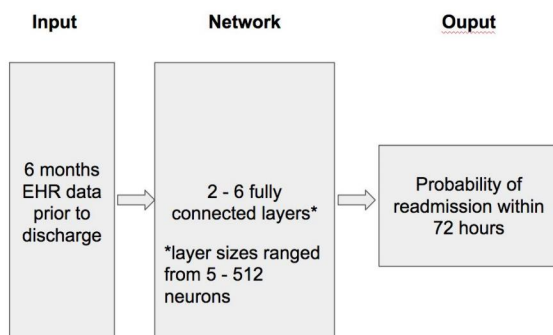 Input
Network
Ouput
6 months
EHR data
prior to
discharge
2 - 6 fully
connected layers*
*layer sizes ranged
from 5 - 512
neurons
Probability of
readmission within
72 hours